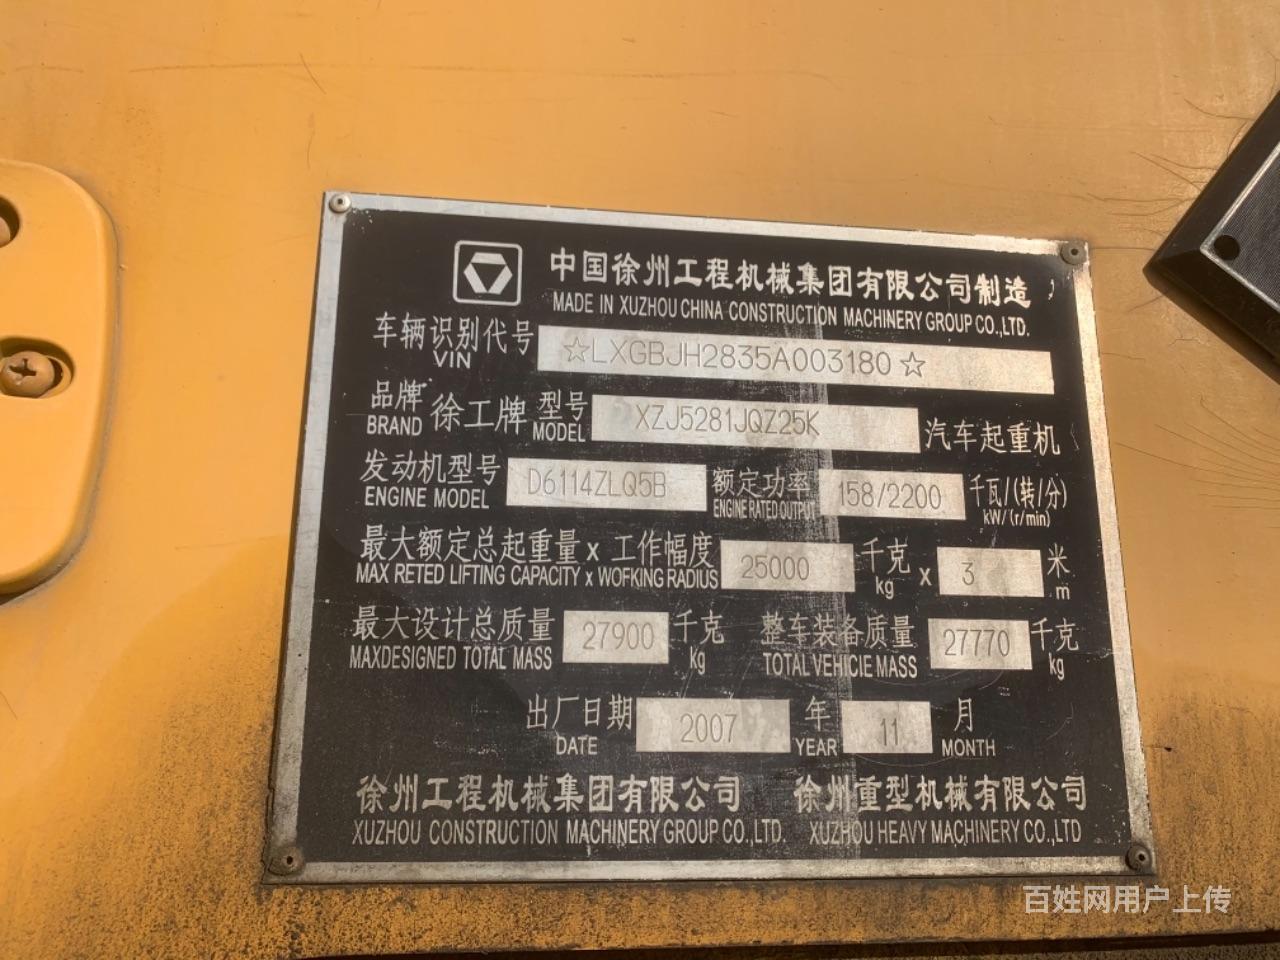 中国徐州工程机械集团有限公司制造
MADE IN XUZHOU CHINA CONSTRUCTION MACHINERY GROUP CO.,LTD.
车辆识别代号 ☆LXGBJH2835A003180☆
VIN
品牌 徐工牌 型号 XZJ5281JQZ25K 汽车起重机
BRAND MODEL
发动机型号 D6114ZLQ5B 额定功率 158/2200 千瓦/(转/分)
ENGINE MODEL ENGINE RATED OUTPUT kW/(r/min)
最大额定总起重量 x 工作幅度 25000 千克 x 3 米
MAX RETED LIFTING CAPACITY x WOFKING RADIUS kg m
最大设计总质量 27900 千克 整车装备质量 27770 千克
MAXDESIGNED TOTAL MASS kg TOTAL VEHICIE MASS kg
出厂日期 2007 年 11 月
DATE YEAR MONTH
徐州工程机械集团有限公司 徐州重型机械有限公司
XUZHOU CONSTRUCTION MACHINERY GROUP CO.,LTD. XUZHOU HEAVY MACHINERY CO.,LTD
百姓网用户上传